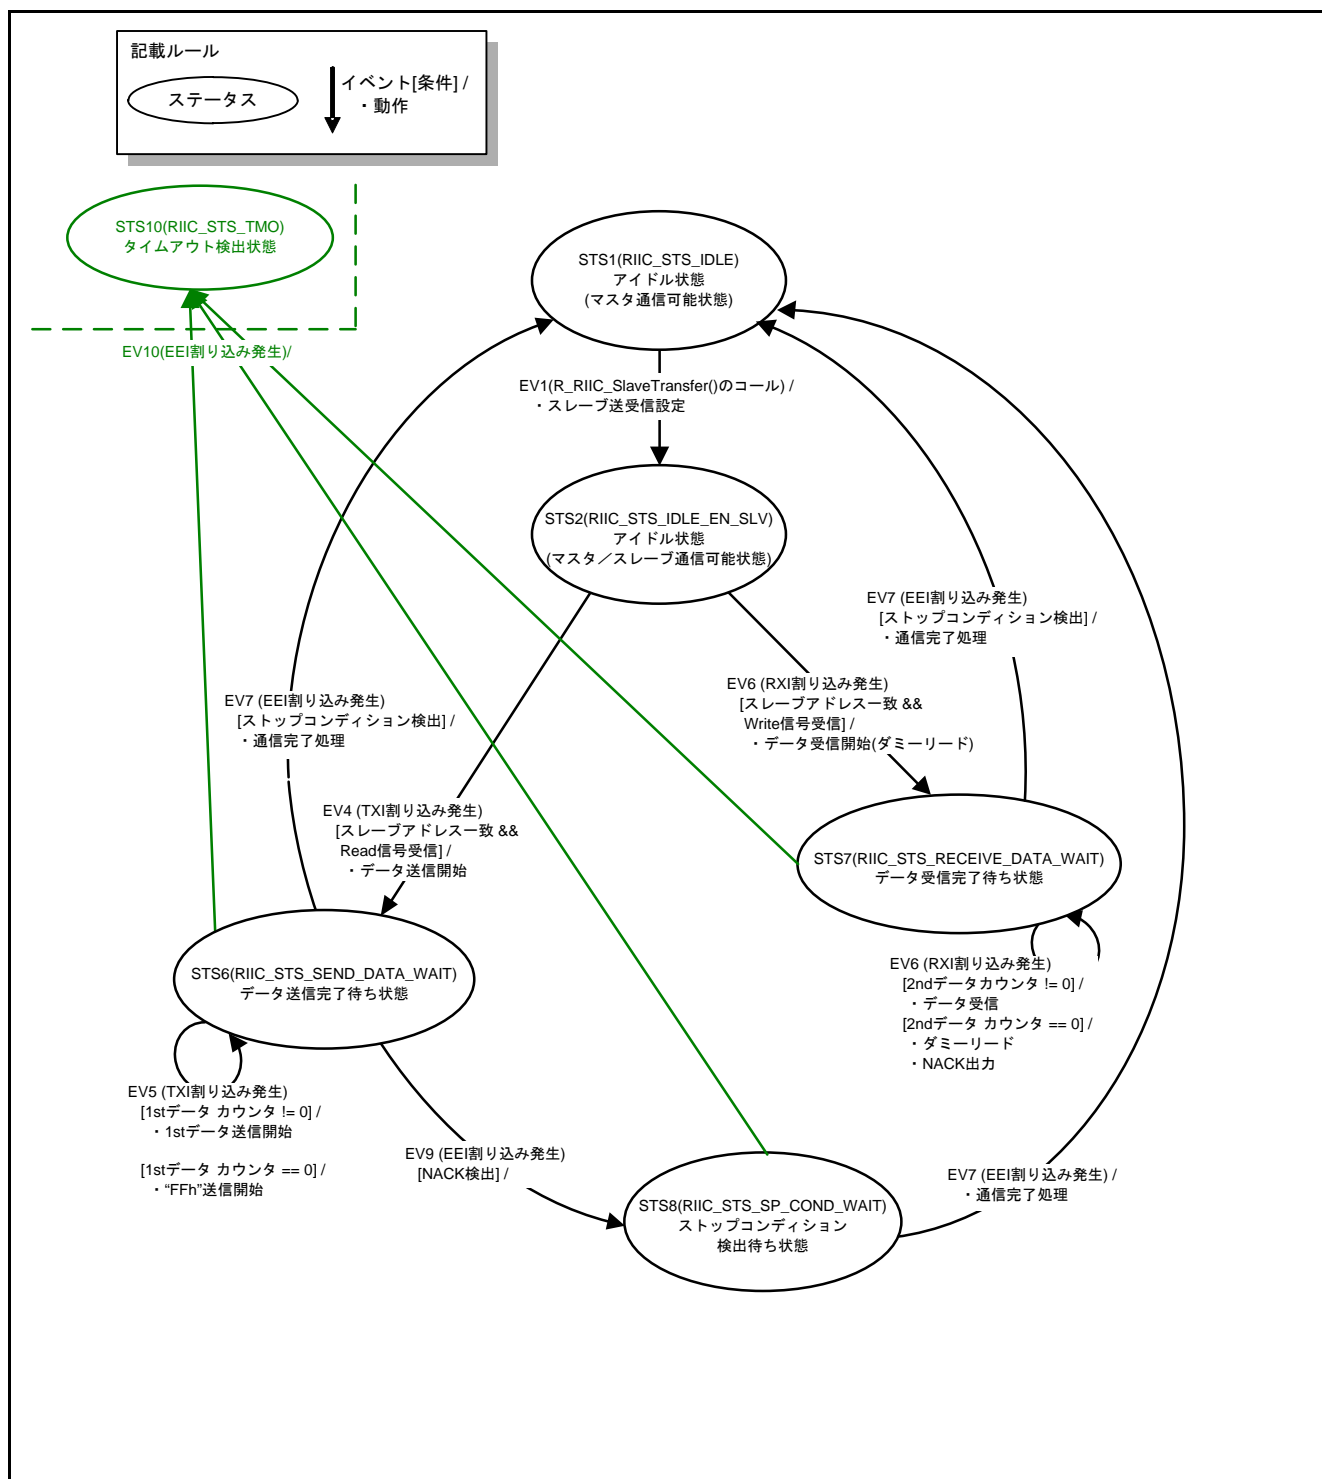 記載ルール
ステータス
イベント[条件] /
・動作
STS10(RIIC_STS_TMO)
タイムアウト検出状態
EV10(EEI割り込み発生)/
STS1(RIIC_STS_IDLE)
アイドル状態
(マスタ通信可能状態)
EV1(R_RIIC_SlaveTransfer()のコール) /
・スレーブ送受信設定
STS2(RIIC_STS_IDLE_EN_SLV)
アイドル状態
(マスタ／スレーブ通信可能状態)
EV7 (EEI割り込み発生)
[ストップコンディション検出] /
・通信完了処理
EV6 (RXI割り込み発生)
[スレーブアドレス一致 &&
Write信号受信] /
・データ受信開始(ダミーリード)
EV7 (EEI割り込み発生)
[ストップコンディション検出] /
・通信完了処理
EV4 (TXI割り込み発生)
[スレーブアドレス一致 &&
Read信号受信] /
・データ送信開始
STS7(RIIC_STS_RECEIVE_DATA_WAIT)
データ受信完了待ち状態
EV6 (RXI割り込み発生)
[2ndデータカウンタ != 0] /
・データ受信
[2ndデータ カウンタ == 0] /
・ダミーリード
・NACK出力
STS6(RIIC_STS_SEND_DATA_WAIT)
データ送信完了待ち状態
EV5 (TXI割り込み発生)
[1stデータ カウンタ != 0] /
・1stデータ送信開始
[1stデータ カウンタ == 0] /
・“FFh”送信開始
EV9 (EEI割り込み発生)
[NACK検出] /
STS8(RIIC_STS_SP_COND_WAIT)
ストップコンディション
検出待ち状態
EV7 (EEI割り込み発生) /
・通信完了処理